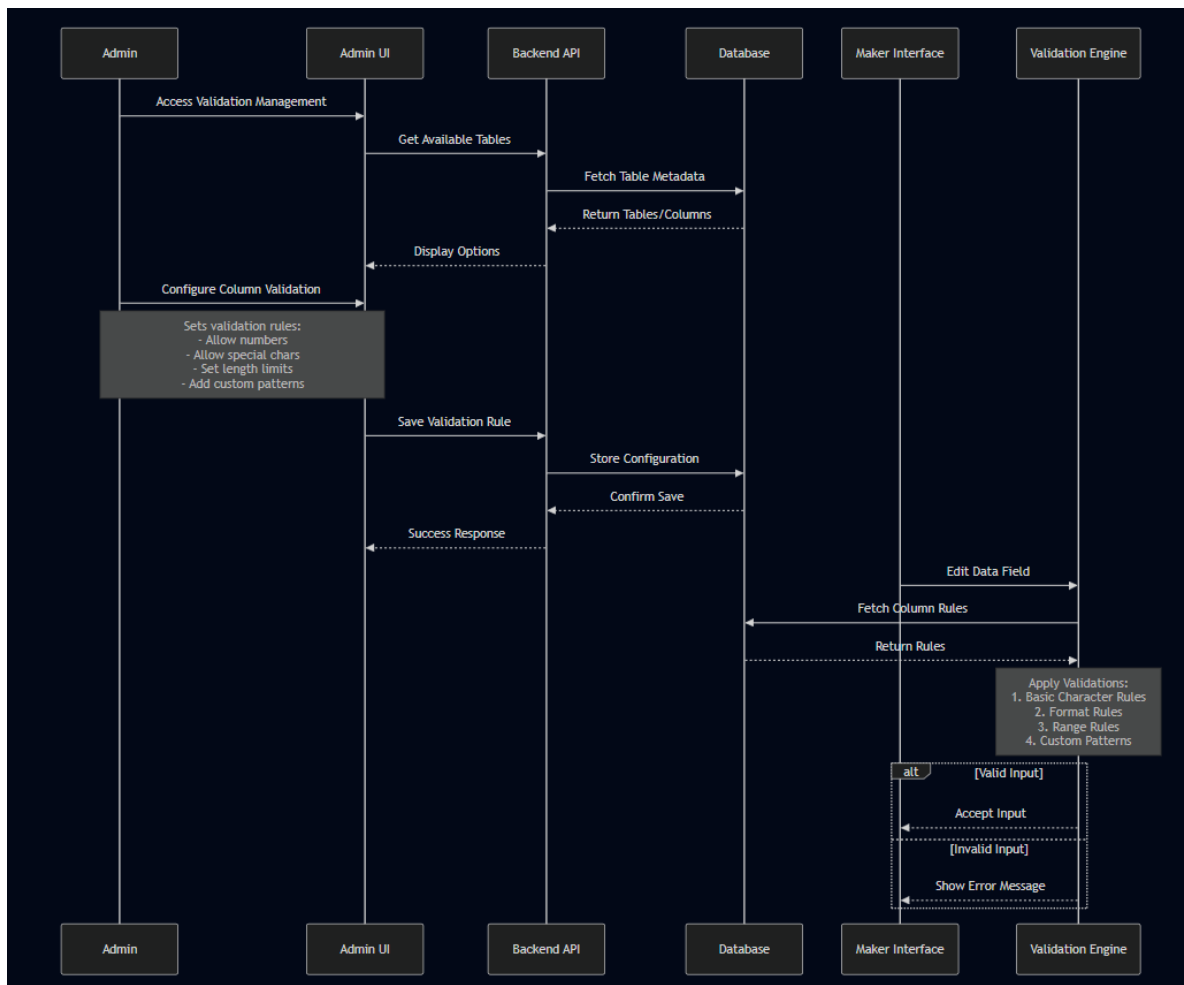 Admin
Admin UI
Backend API
Database
Maker Interface
Validation Engine
Access Validation Management
Get Available Tables
Fetch Table Metadata
Return Tables/Columns
Display Options
Configure Column Validation
Sets validation rules:
- Allow numbers
- Allow special chars
- Set length limits
- Add custom patterns
Save Validation Rule
Store Configuration
Confirm Save
Success Response
Edit Data Field
Fetch Column Rules
Return Rules
Apply Validations:
1. Basic Character Rules
2. Format Rules
3. Range Rules
4. Custom Patterns
alt
[Valid Input]
Accept Input
[Invalid Input]
Show Error Message
Admin
Admin UI
Backend API
Database
Maker Interface
Validation Engine